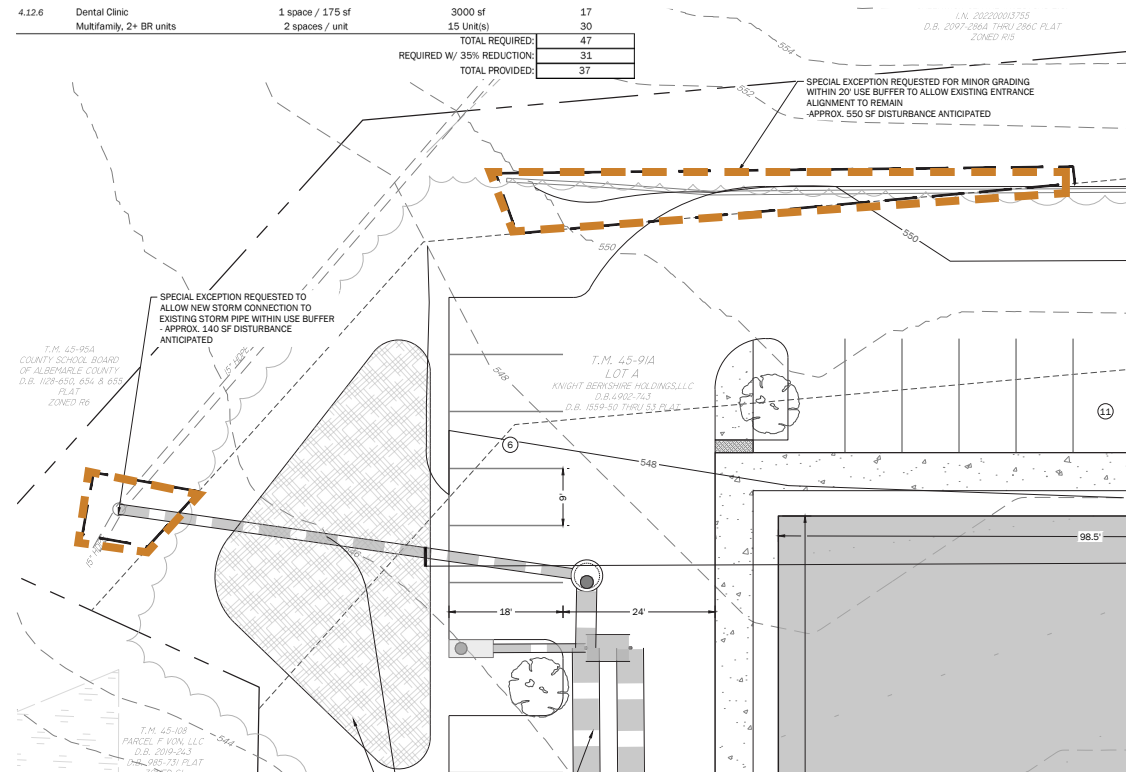 4.12.6 Dental Clinic 1 space / 175 sf 3000 sf 17
Multifamily, 2+ BR units 2 spaces / unit 15 Unit(s) 30
TOTAL REQUIRED: 47
REQUIRED W/ 35% REDUCTION: 31
TOTAL PROVIDED: 37
I.N. 202200013755
D.B. 2097-286A THRU 286C PLAT
ZONED R15
554
552
SPECIAL EXCEPTION REQUESTED FOR MINOR GRADING
WITHIN 20' USE BUFFER TO ALLOW EXISTING ENTRANCE
ALIGNMENT TO REMAIN
-APPROX. 550 SF DISTURBANCE ANTICIPATED
550
550
SPECIAL EXCEPTION REQUESTED TO
ALLOW NEW STORM CONNECTION TO
EXISTING STORM PIPE WITHIN USE BUFFER
- APPROX. 140 SF DISTURBANCE
ANTICIPATED
T.M. 45-95A
COUNTY SCHOOL BOARD
OF ALBEMARLE COUNTY
D.B. 1128-650, 654 & 655
PLAT
ZONED R6
15" HDPE
T.M. 45-91A
LOT A
KNIGHT BERKSHIRE HOLDINGS,LLC
D.B.4902-743
D.B. 1559-50 THRU 53 PLAT
548
11
6
548
9'
98.5'
18'
24'
T.M. 45-108
PARCEL F VON, LLC
D.B. 2019-243
D.B. 985-731 PLAT
544